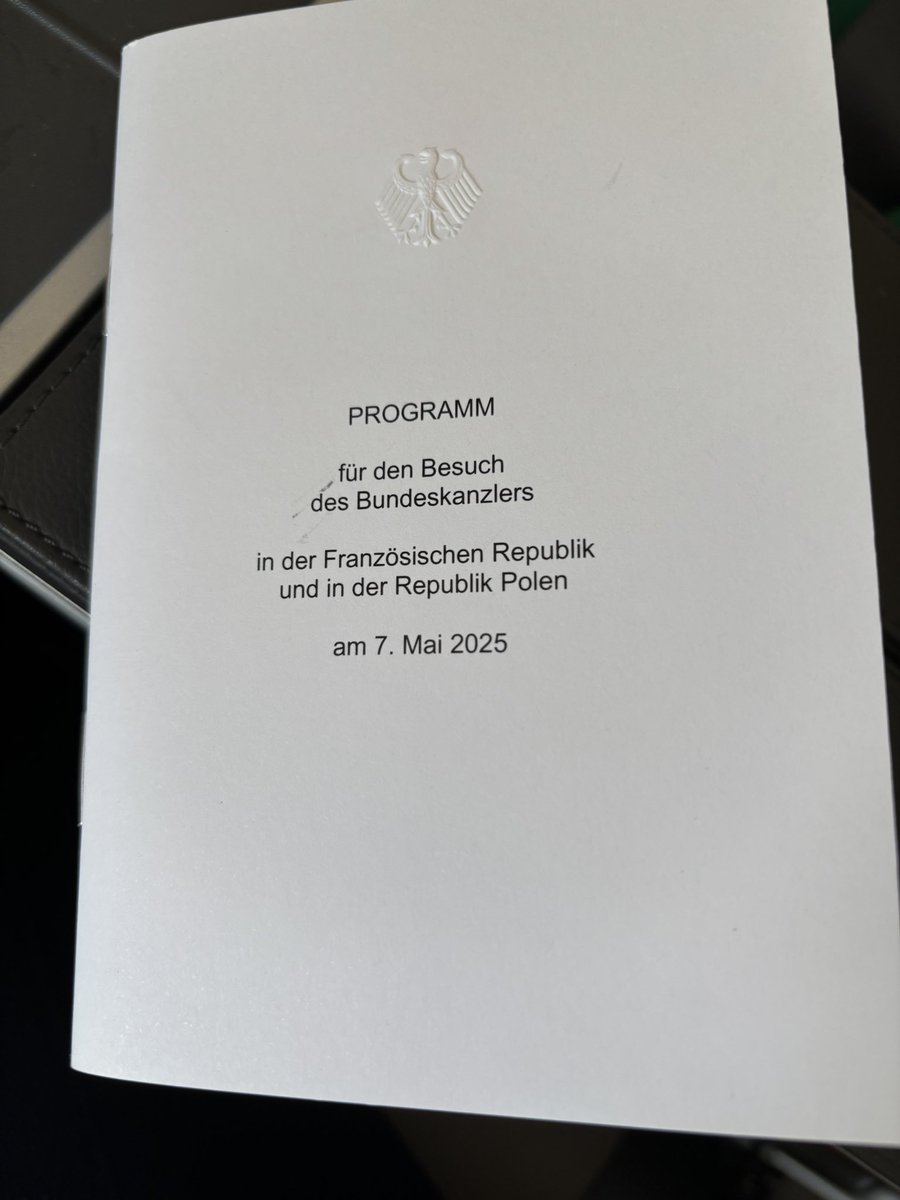 PROGRAMM
für den Besuch
des Bundeskanzlers
in der Französischen Republik
und in der Republik Polen
am 7. Mai 2025